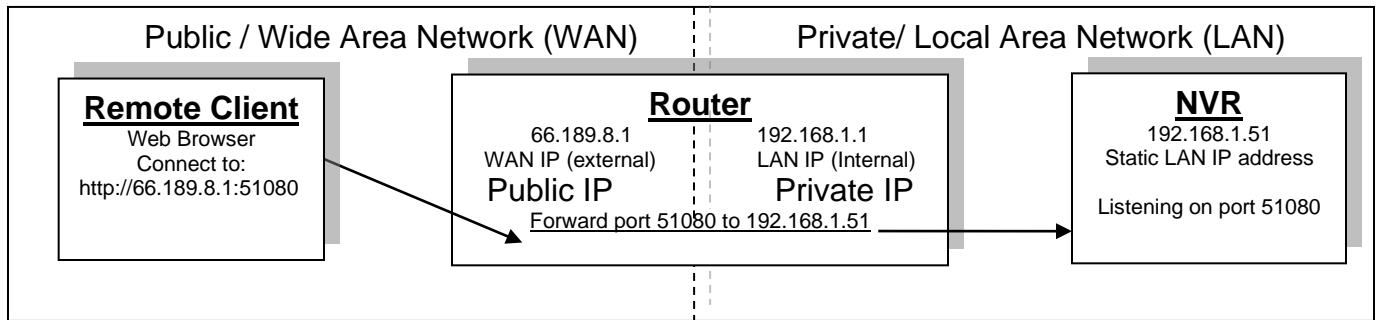 Public / Wide Area Network (WAN)
Private/ Local Area Network (LAN)
Remote Client
Web Browser
Connect to:
http://66.189.8.1:51080
Router
66.189.8.1
WAN IP (external)
Public IP
192.168.1.1
LAN IP (Internal)
Private IP
Forward port 51080 to 192.168.1.51
NVR
192.168.1.51
Static LAN IP address
Listening on port 51080